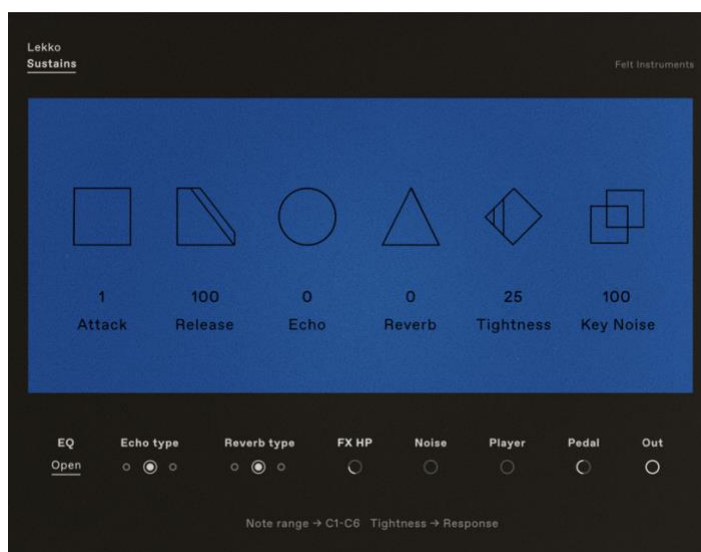 Lekko
Sustains
Felt Instruments
1 100 0 0 25 100
Attack Release Echo Reverb Tightness Key Noise
EQ Echo type Reverb type FX HP Noise Player Pedal Out
Open
Note range → C1-C6 Tightness → Response